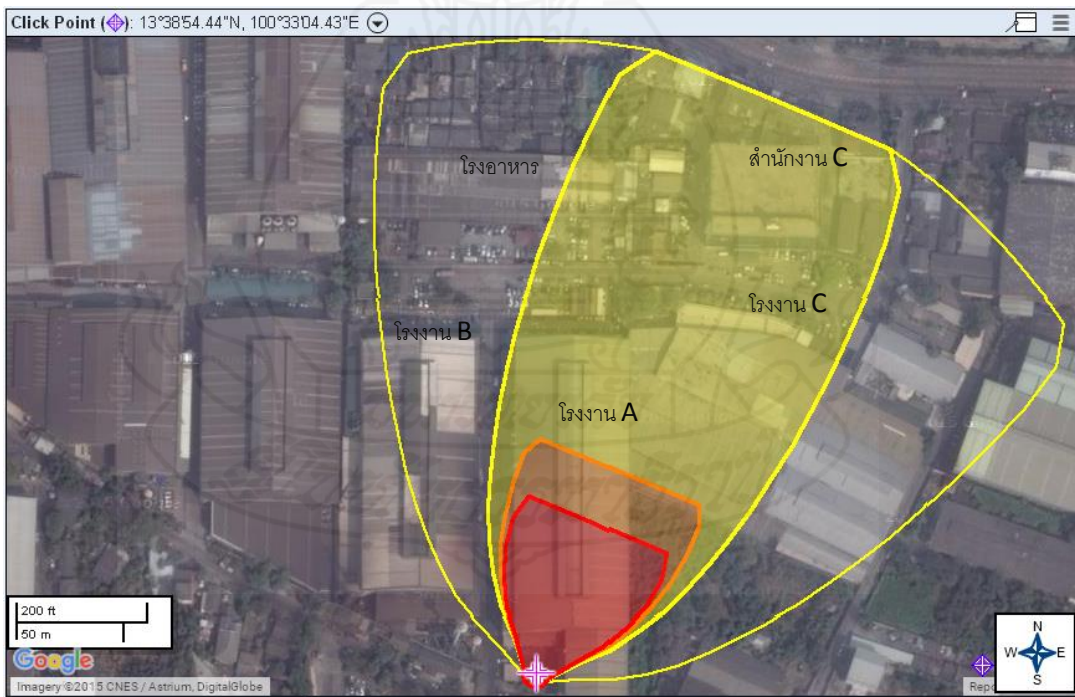 Click Point (): 13°38'54.44"N, 100°33'04.43"E
โรงอาหาร
สำนักงาน C
โรงงาน B
โรงงาน C
โรงงาน A
200 ft
50 m
Google
Imagery ©2015 CNES / Astrium, DigitalGlobe
N
W E
S